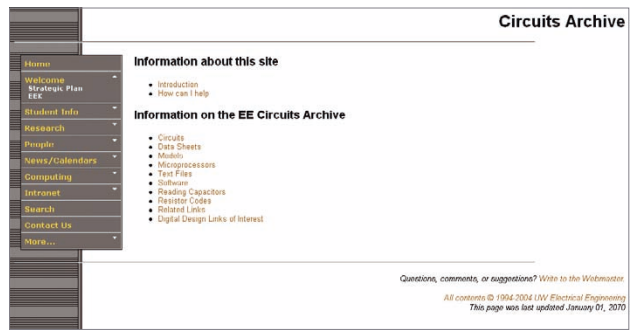 Circuits Archive
Home
Welcome
Strategic Plan
EEK
Student Info
Research
People
News/Calendars
Computing
Intranet
Search
Contact Us
More...
Information about this site
Introduction
How can I help
Information on the EE Circuits Archive
Circuits
Data Sheets
Models
Microprocessors
Text Files
Software
Reading Capacitors
Resistor Codes
Related Links
Digital Design Links of Interest
Questions, comments, or suggestions? Write to the Webmaster.
All contents © 1994-2004 UW Electrical Engineering
This page was last updated January 01, 2070